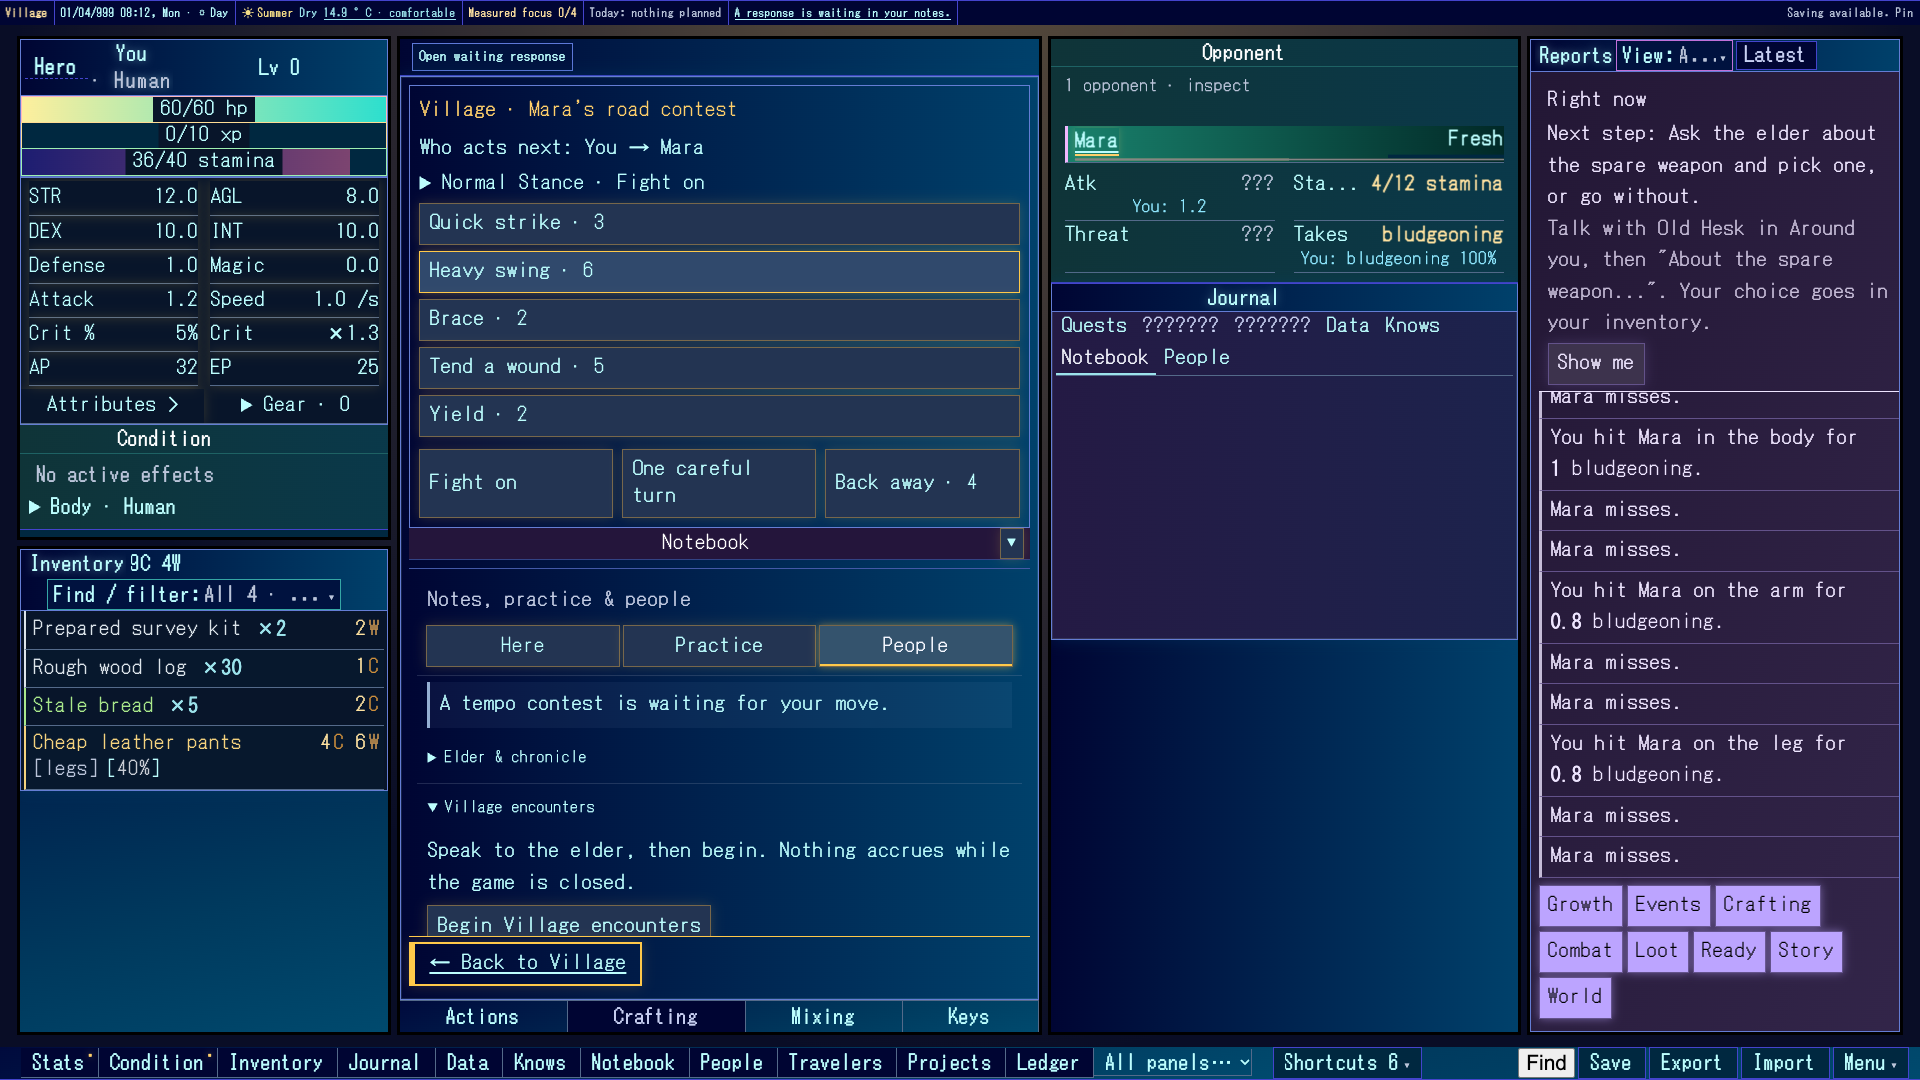 Village 01/04/999 08:12, Mon · ☼ Day ☀ Summer Dry 14.9 ° C · comfortable Measured focus 0/4 Today: nothing planned A response is waiting in your notes. Saving available. Pin
Hero · You Human Lv 0
60/60 hp
0/10 xp
36/40 stamina
STR 12.0 AGL 8.0
DEX 10.0 INT 10.0
Defense 1.0 Magic 0.0
Attack 1.2 Speed 1.0 /s
Crit % 5% Crit ×1.3
AP 32 EP 25
Attributes > ▶ Gear · 0
Condition
No active effects
▶ Body · Human
Inventory 9C 4W
Find / filter: All 4 · ... ▾
Prepared survey kit ×2 2W
Rough wood log ×30 1C
Stale bread ×5 2C
Cheap leather pants 4C 6W
[legs] [40%]
Open waiting response
Village · Mara's road contest
Who acts next: You → Mara
▶ Normal Stance · Fight on
Quick strike · 3
Heavy swing · 6
Brace · 2
Tend a wound · 5
Yield · 2
Fight on
One careful turn
Back away · 4
Notebook ▼
Notes, practice & people
Here Practice People
A tempo contest is waiting for your move.
▶ Elder & chronicle
▼ Village encounters
Speak to the elder, then begin. Nothing accrues while
the game is closed.
Begin Village encounters
← Back to Village
Actions Crafting Mixing Keys
Opponent
1 opponent · inspect
Mara Fresh
Atk ??? Sta... 4/12 stamina
You: 1.2
Threat ??? Takes bludgeoning
You: bludgeoning 100%
Journal
Quests ??????? ??????? Data Knows
Notebook People
Reports View: A...▾ Latest
Right now
Next step: Ask the elder about
the spare weapon and pick one,
or go without.
Talk with Old Hesk in Around
you, then "About the spare
weapon...". Your choice goes in
your inventory.
Show me
Mara misses.
You hit Mara in the body for
1 bludgeoning.
Mara misses.
Mara misses.
You hit Mara on the arm for
0.8 bludgeoning.
Mara misses.
Mara misses.
You hit Mara on the leg for
0.8 bludgeoning.
Mara misses.
Mara misses.
Growth Events Crafting
Combat Loot Ready Story
World
Stats Condition Inventory Journal Data Knows Notebook People Travelers Projects Ledger All panels… Shortcuts 6 ▾ Find Save Export Import Menu ▾